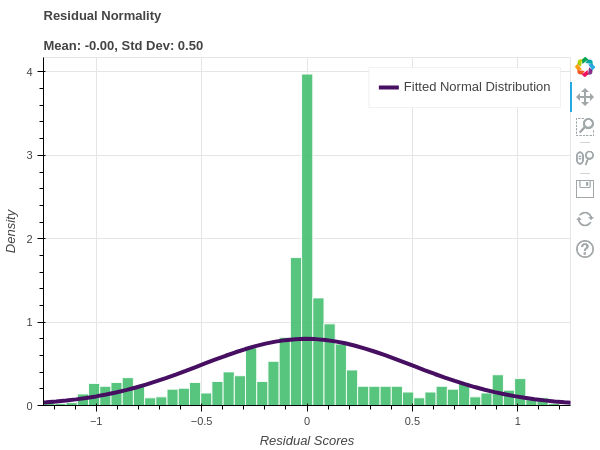 Residual Normality
Mean: -0.00, Std Dev: 0.50
Fitted Normal Distribution
4
3
2
1
0
Density
−1
−0.5
0
0.5
1
Residual Scores